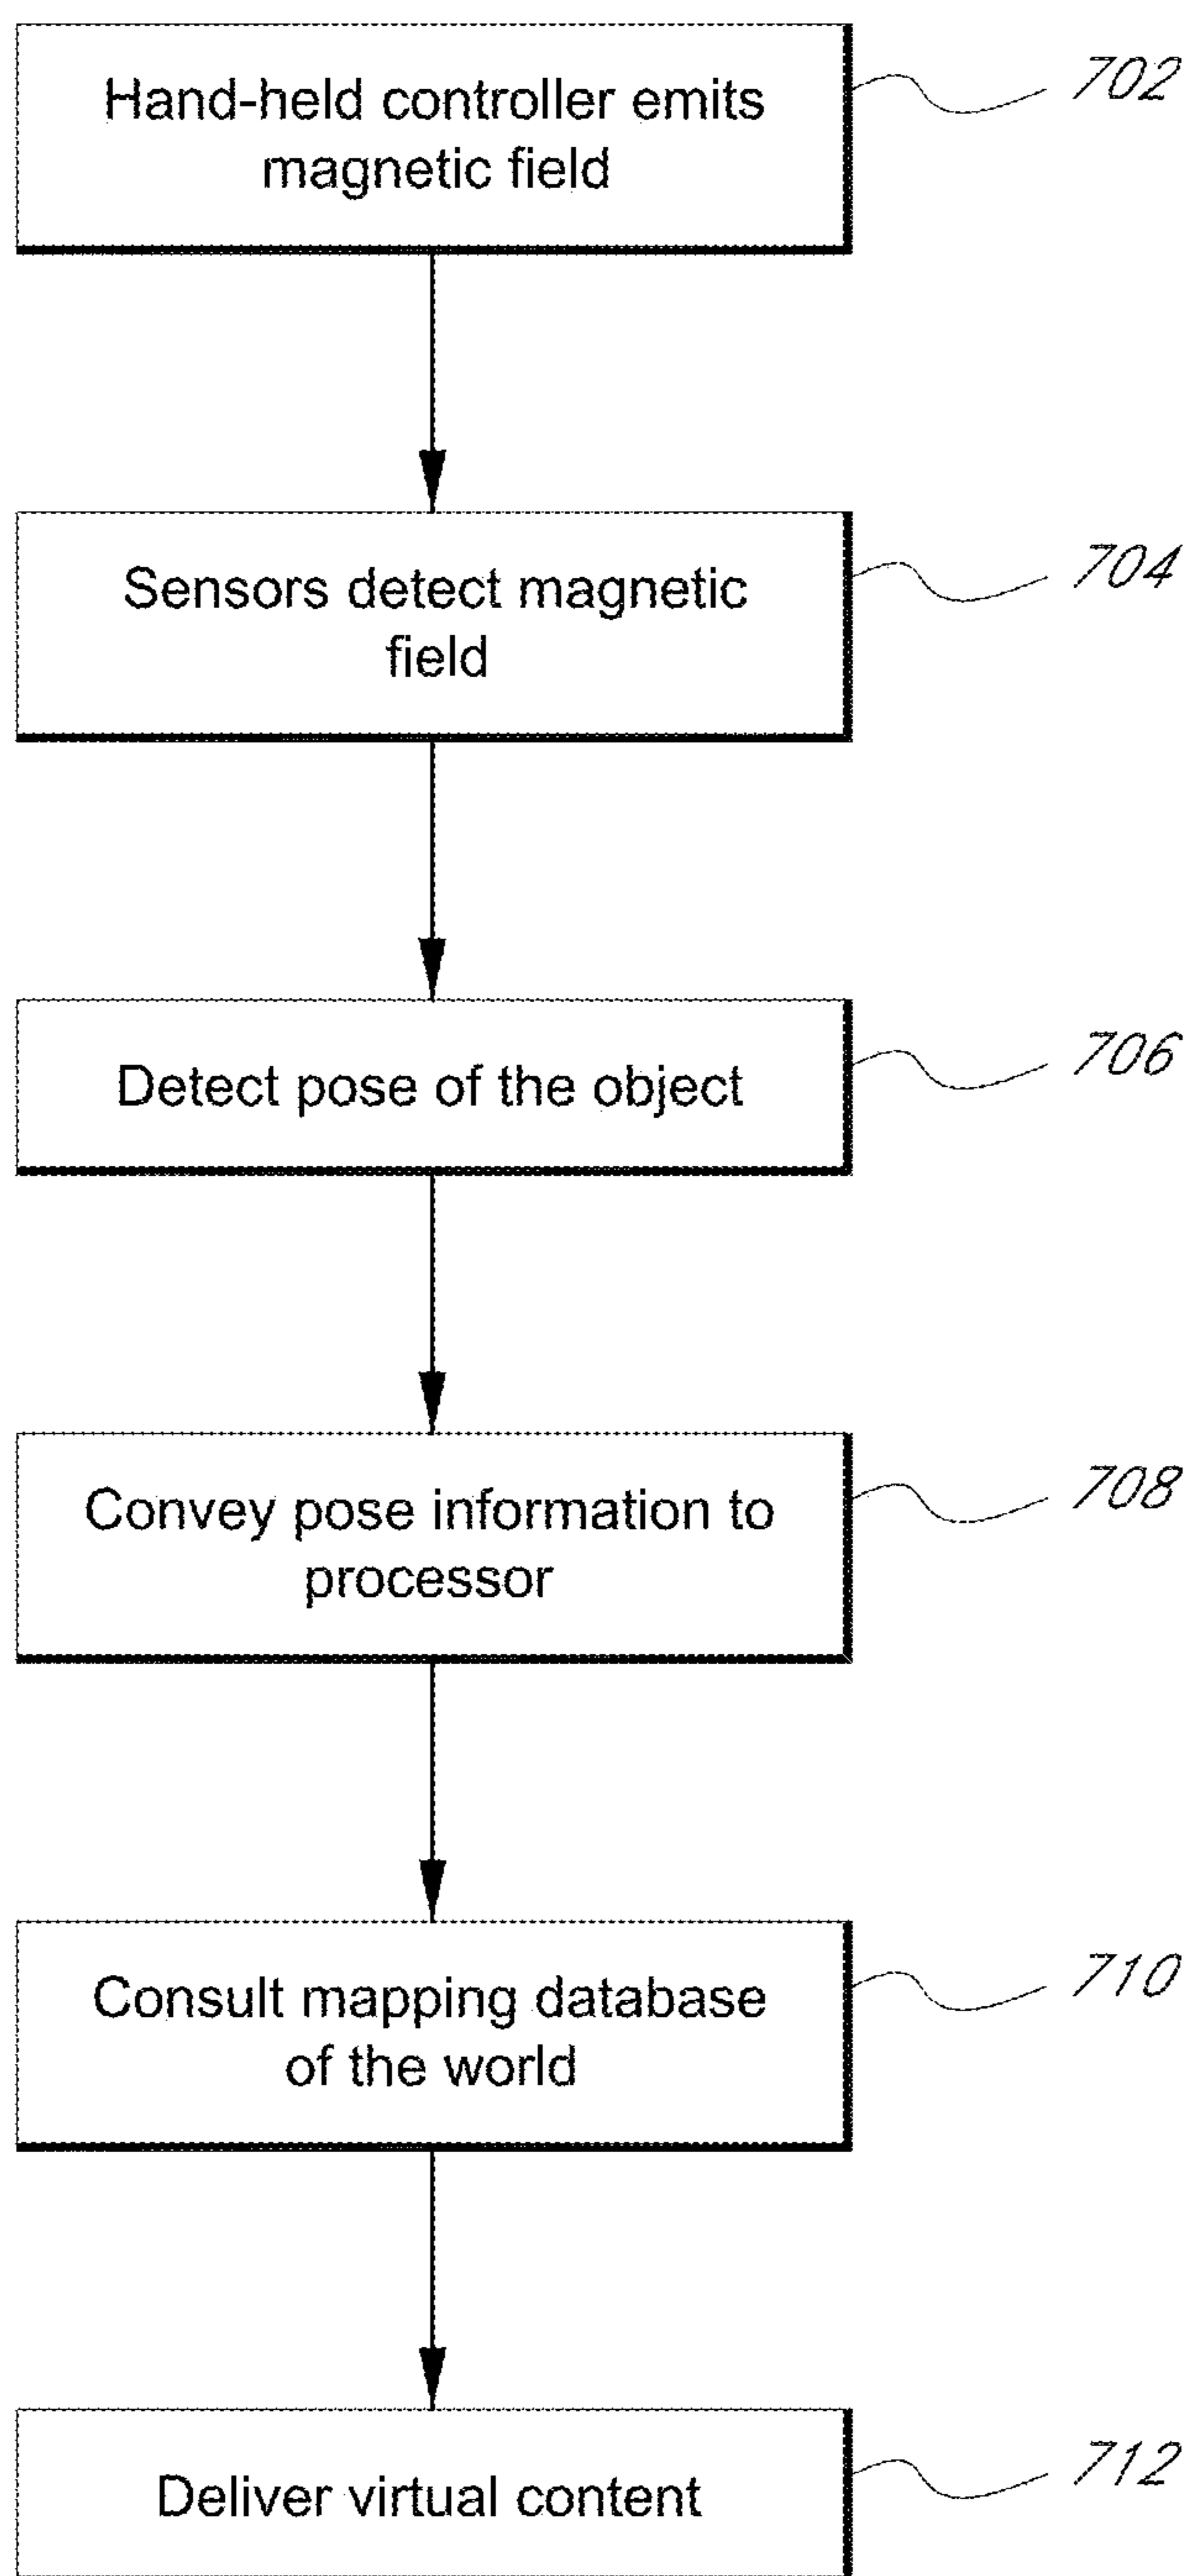 Hand-held controller emits
magnetic field
702
Sensors detect magnetic
field
704
Detect pose of the object
706
Convey pose information to
processor
708
Consult mapping database
of the world
710
Deliver virtual content
712